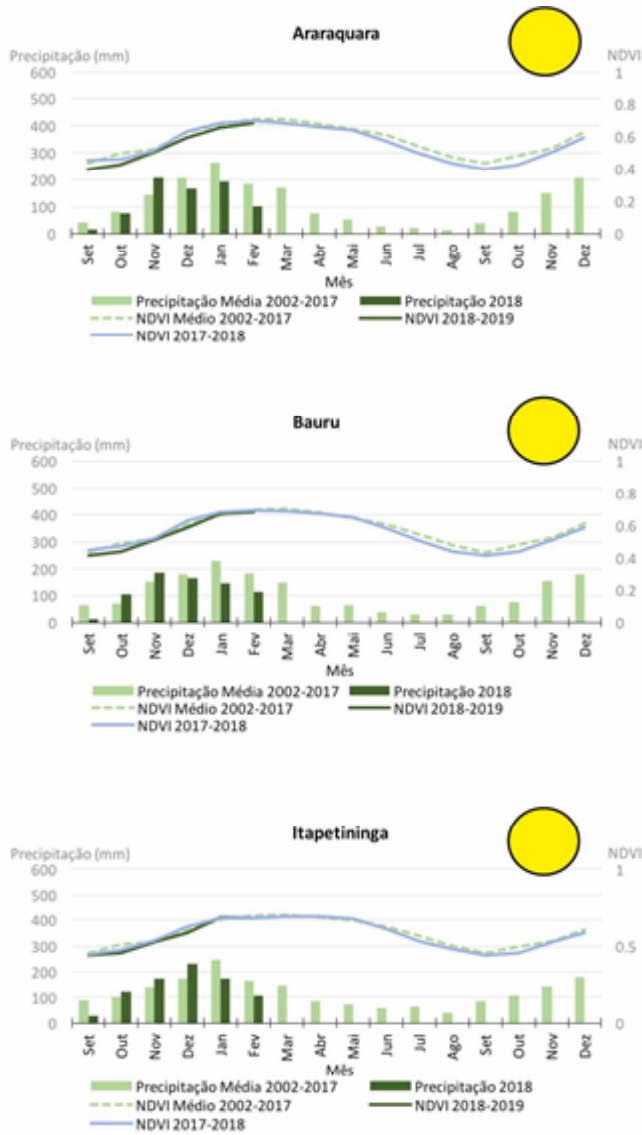 Araraquara
Precipitação (mm) NDVI
600 1
500 0.8
400 0.6
300 0.4
200 0.2
100
0 0
Set Out Nov Dez Jan Fev Mar Abr Mai Jun Jul Ago Set Out Nov Dez
Mês
Precipitação Média 2002-2017 Precipitação 2018
NDVI Médio 2002-2017 NDVI 2018-2019
NDVI 2017-2018
Bauru
Precipitação (mm) NDVI
600 1
500 0.8
400 0.6
300 0.4
200 0.2
100
0 0
Set Out Nov Dez Jan Fev Mar Abr Mai Jun Jul Ago Set Out Nov Dez
Mês
Precipitação Média 2002-2017 Precipitação 2018
NDVI Médio 2002-2017 NDVI 2018-2019
NDVI 2017-2018
Itapetininga
Precipitação (mm) NDVI
600 1
500
400
300 0.5
200
100
0 0
Set Out Nov Dez Jan Fev Mar Abr Mai Jun Jul Ago Set Out Nov Dez
Mês
Precipitação Média 2002-2017 Precipitação 2018
NDVI Médio 2002-2017 NDVI 2018-2019
NDVI 2017-2018